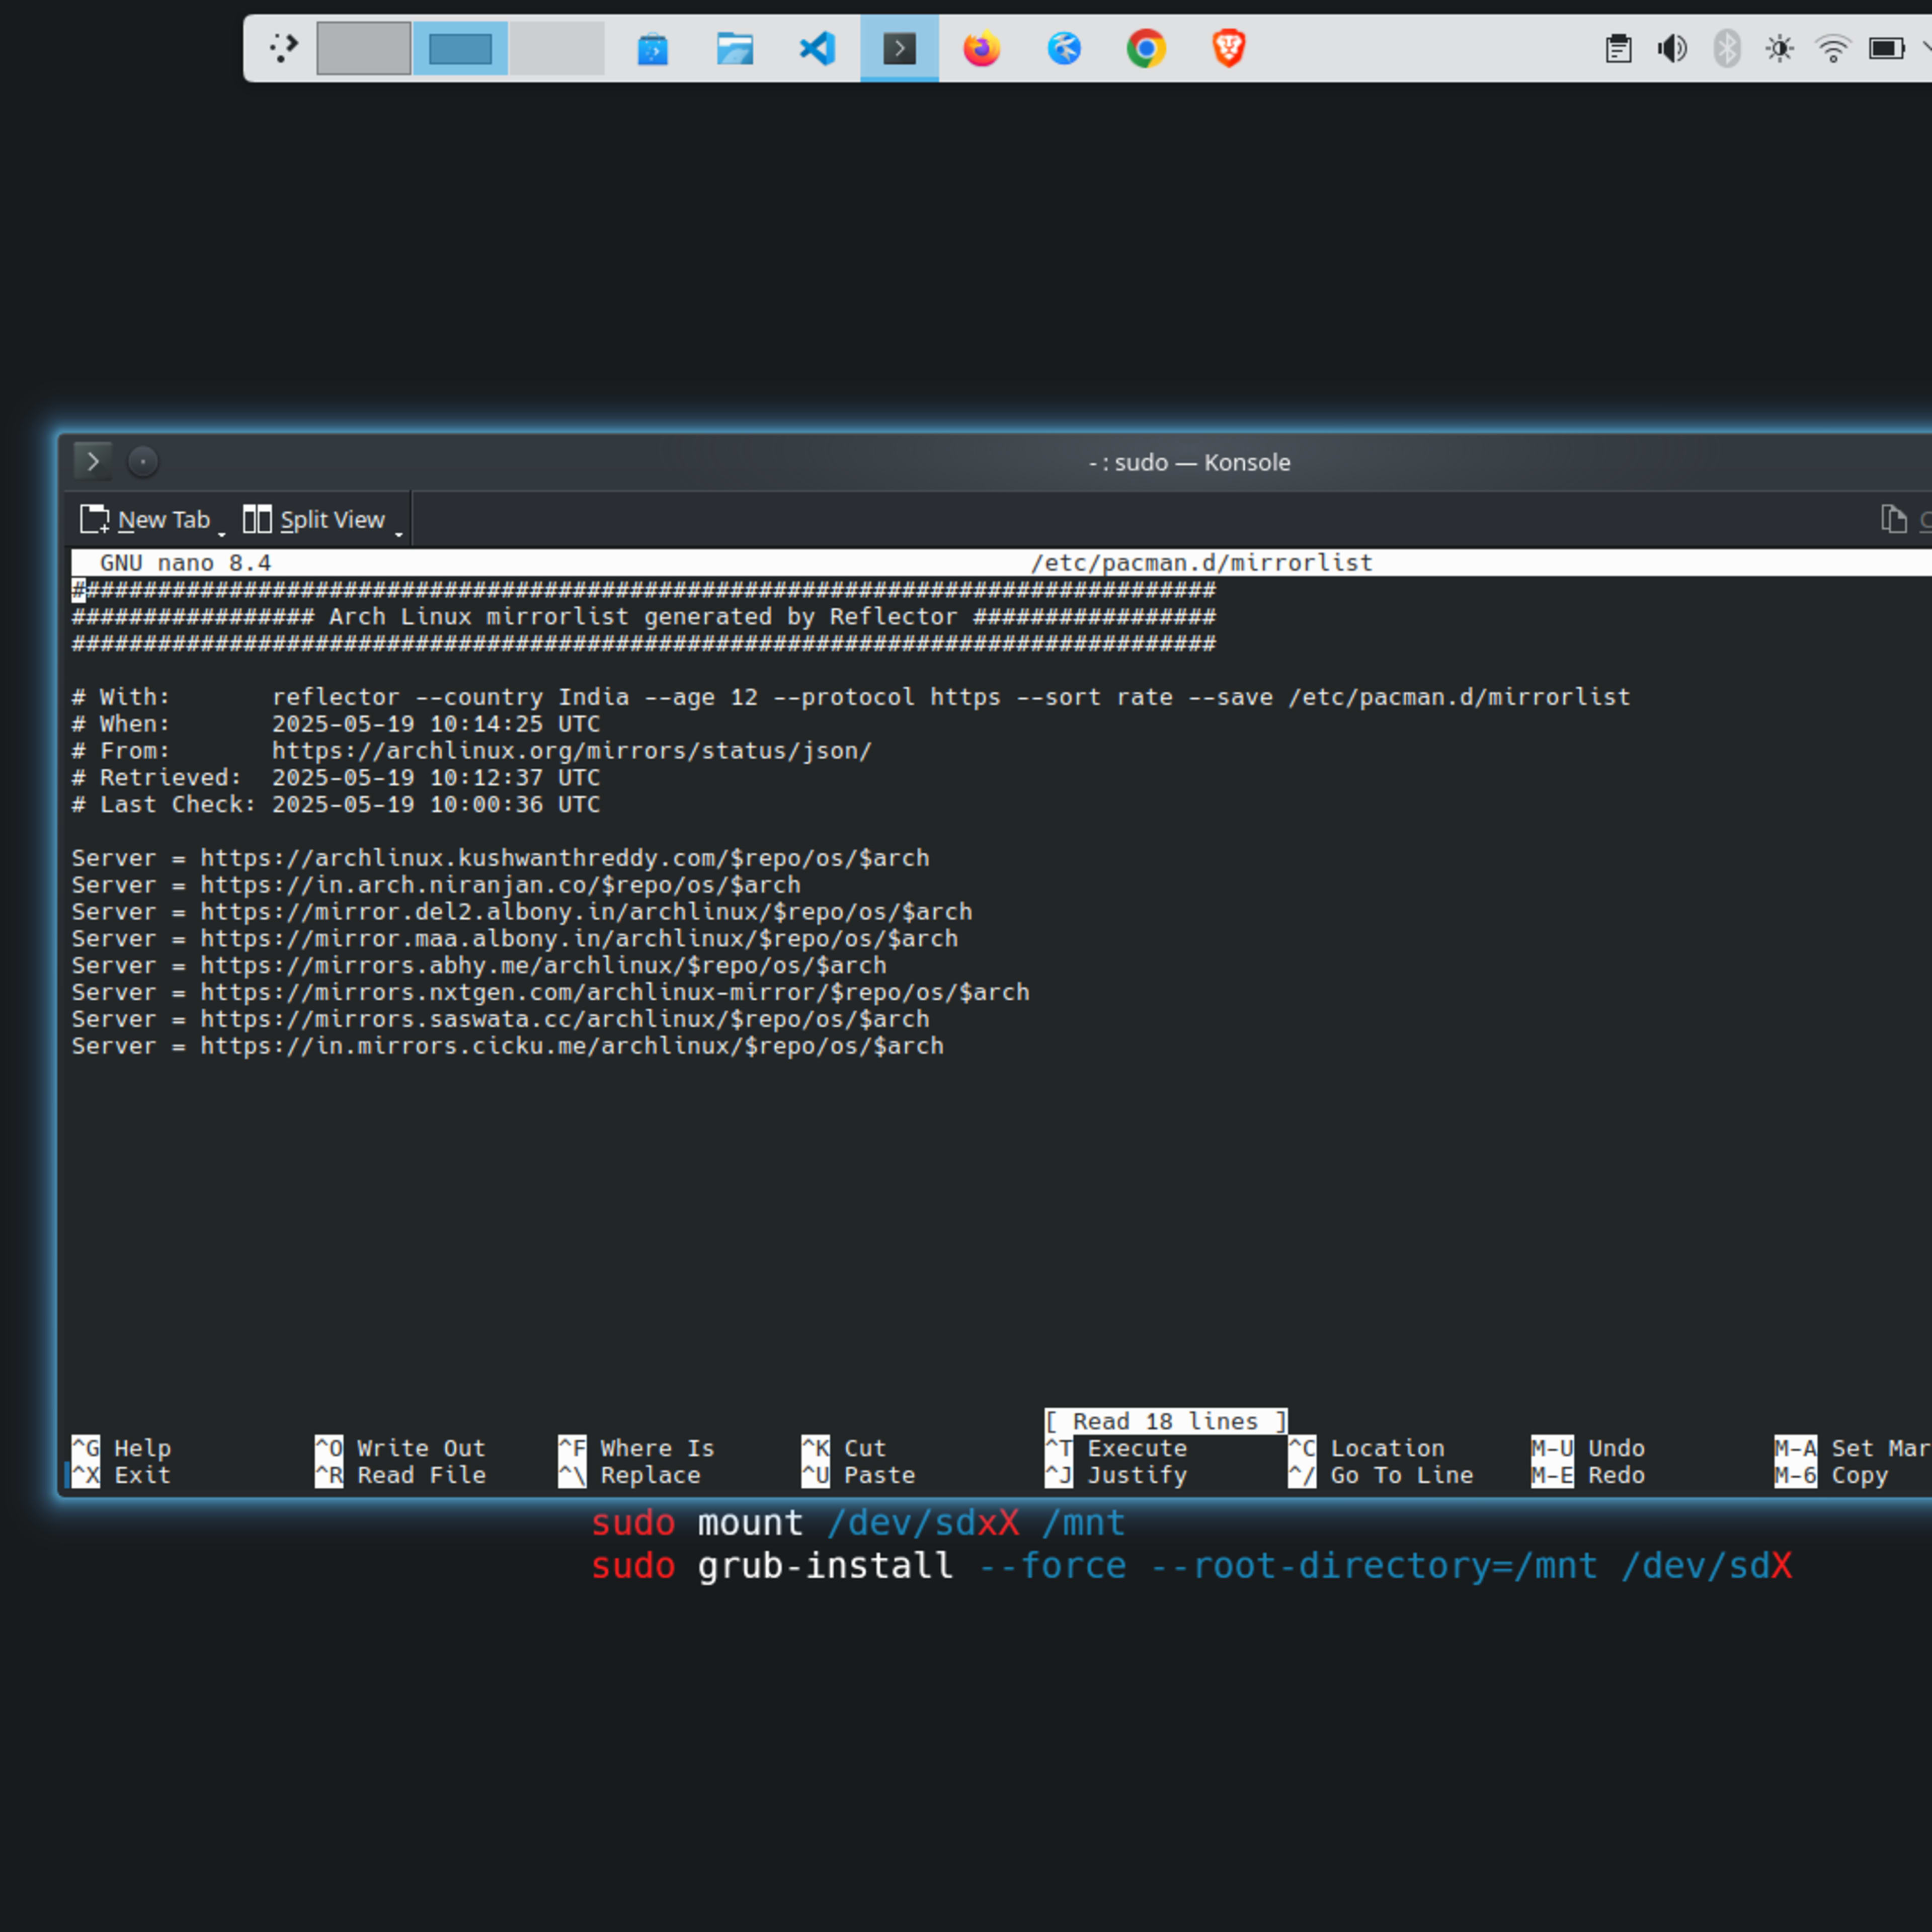 - : sudo — Konsole
New Tab Split View
GNU nano 8.4 /etc/pacman.d/mirrorlist
################################################################################
################# Arch Linux mirrorlist generated by Reflector #################
################################################################################
# With:       reflector --country India --age 12 --protocol https --sort rate --save /etc/pacman.d/mirrorlist
# When:       2025-05-19 10:14:25 UTC
# From:       https://archlinux.org/mirrors/status/json/
# Retrieved:  2025-05-19 10:12:37 UTC
# Last Check: 2025-05-19 10:00:36 UTC
Server = https://archlinux.kushwanthreddy.com/$repo/os/$arch
Server = https://in.arch.niranjan.co/$repo/os/$arch
Server = https://mirror.del2.albony.in/archlinux/$repo/os/$arch
Server = https://mirror.maa.albony.in/archlinux/$repo/os/$arch
Server = https://mirrors.abhy.me/archlinux/$repo/os/$arch
Server = https://mirrors.nxtgen.com/archlinux-mirror/$repo/os/$arch
Server = https://mirrors.saswata.cc/archlinux/$repo/os/$arch
Server = https://in.mirrors.cicku.me/archlinux/$repo/os/$arch
[ Read 18 lines ]
^G Help ^O Write Out ^F Where Is ^K Cut ^T Execute ^C Location M-U Undo M-A Set Mar
^X Exit ^R Read File ^\ Replace ^U Paste ^J Justify ^/ Go To Line M-E Redo M-6 Copy
sudo mount /dev/sdxX /mnt
sudo grub-install --force --root-directory=/mnt /dev/sdX